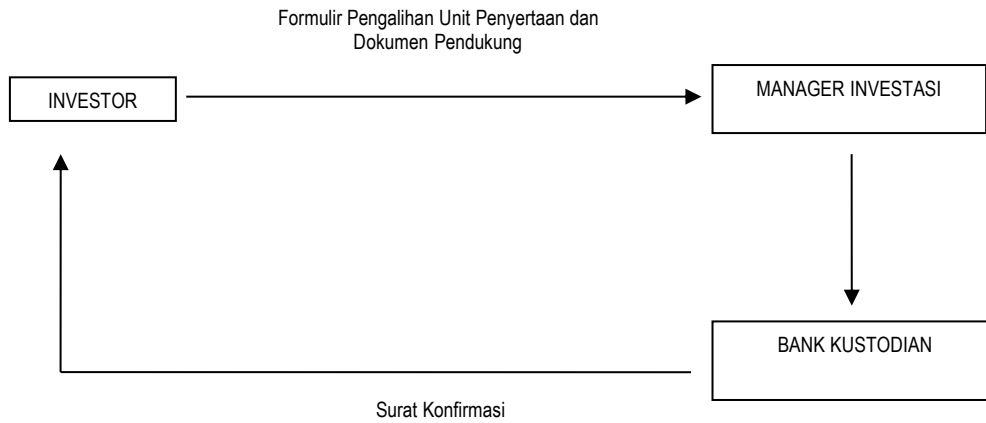 Formulir Pengalihan Unit Penyertaan dan
Dokumen Pendukung
INVESTOR
MANAGER INVESTASI
BANK KUSTODIAN
Surat Konfirmasi